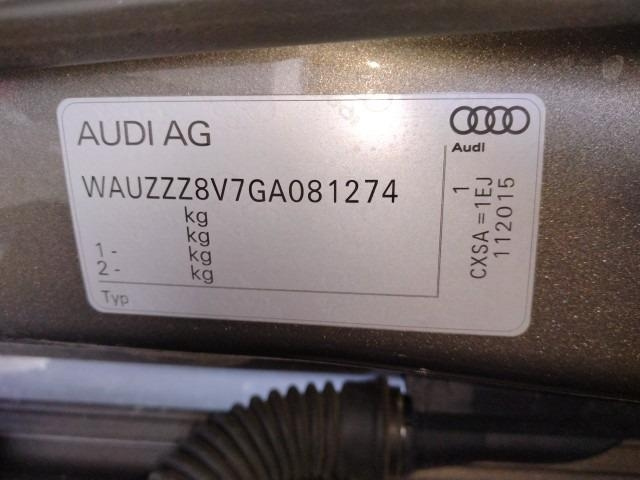 AUDI AG
Audi
WAUZZZ8V7GA081274
kg
kg
1 - kg
2 - kg
Typ
1
CXSA =1EJ
112015